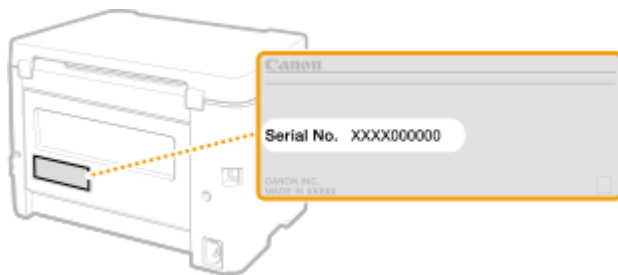 Canon
Serial No. XXXX000000
CANON INC.
MADE IN XXXXX